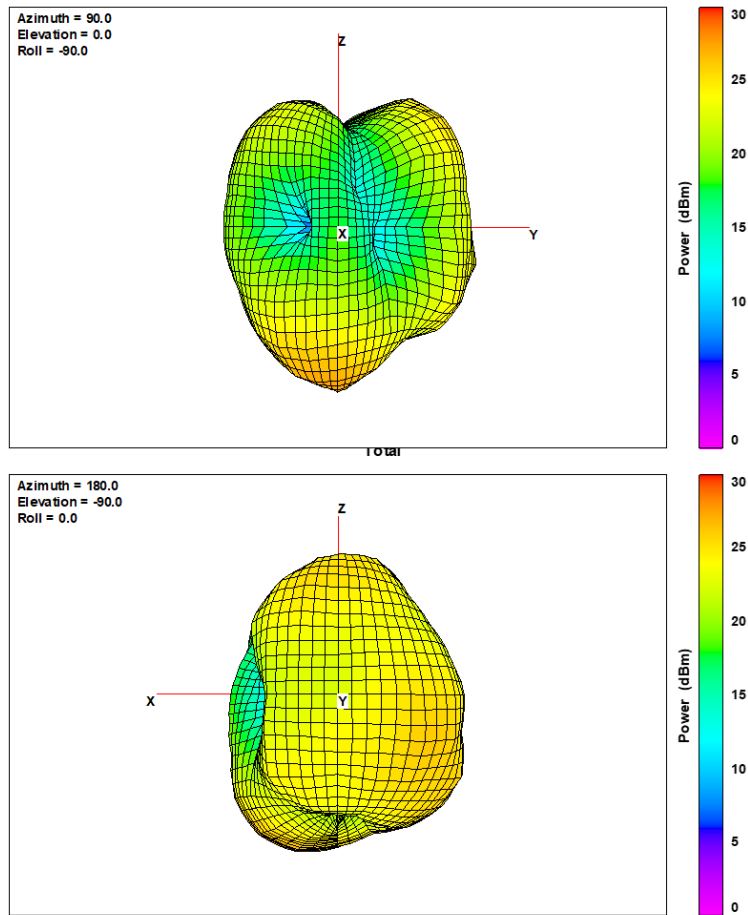 Azimuth = 90.0
Elevation = 0.0
Roll = -90.0
Z
X
Y
30
25
20
15
10
5
0
Power (dBm)
Total
Azimuth = 180.0
Elevation = -90.0
Roll = 0.0
Z
X
Y
30
25
20
15
10
5
0
Power (dBm)